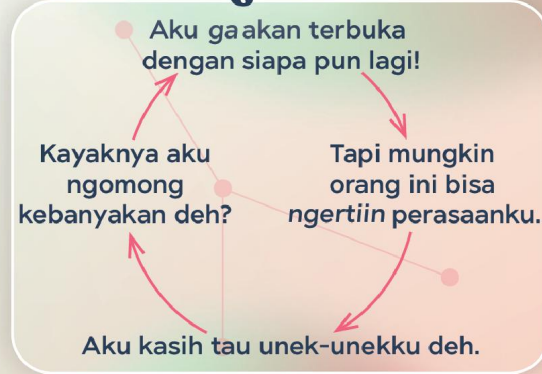 Aku ga akan terbuka
dengan siapa pun lagi!
Tapi mungkin
orang ini bisa
ngertiin perasaanku.
Aku kasih tau unek-unekku deh.
Kayaknya aku
ngomong
kebanyakan deh?